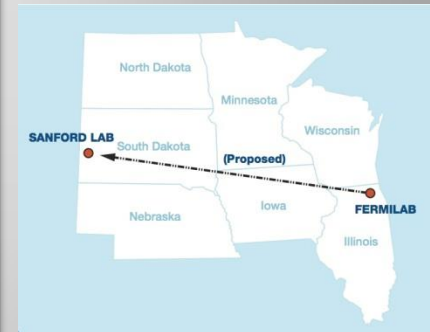 North Dakota
Minnesota
Wisconsin
SANFORD LAB
South Dakota
(Proposed)
Nebraska
Iowa
FERMILAB
Illinois